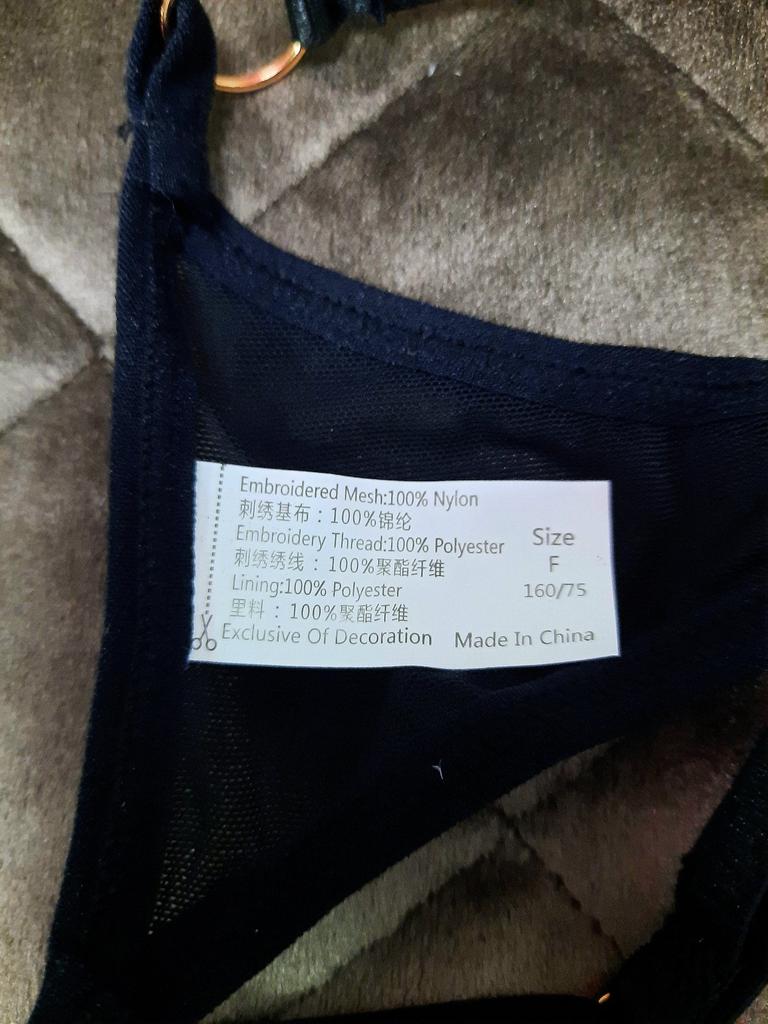 Embroidered Mesh:100% Nylon
刺绣基布：100%锦纶
Embroidery Thread:100% Polyester
刺绣绣线：100%聚酯纤维
Lining:100% Polyester
里料：100%聚酯纤维
Exclusive Of Decoration
Size
F
160/75
Made In China